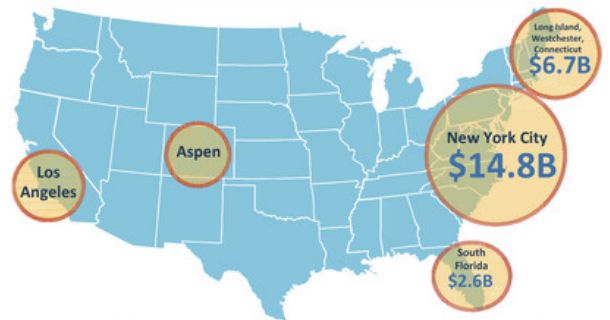 Long Island,
Westchester,
Connecticut
$6.7B
New York City
$14.8B
Aspen
Los
Angeles
South
Florida
$2.6B